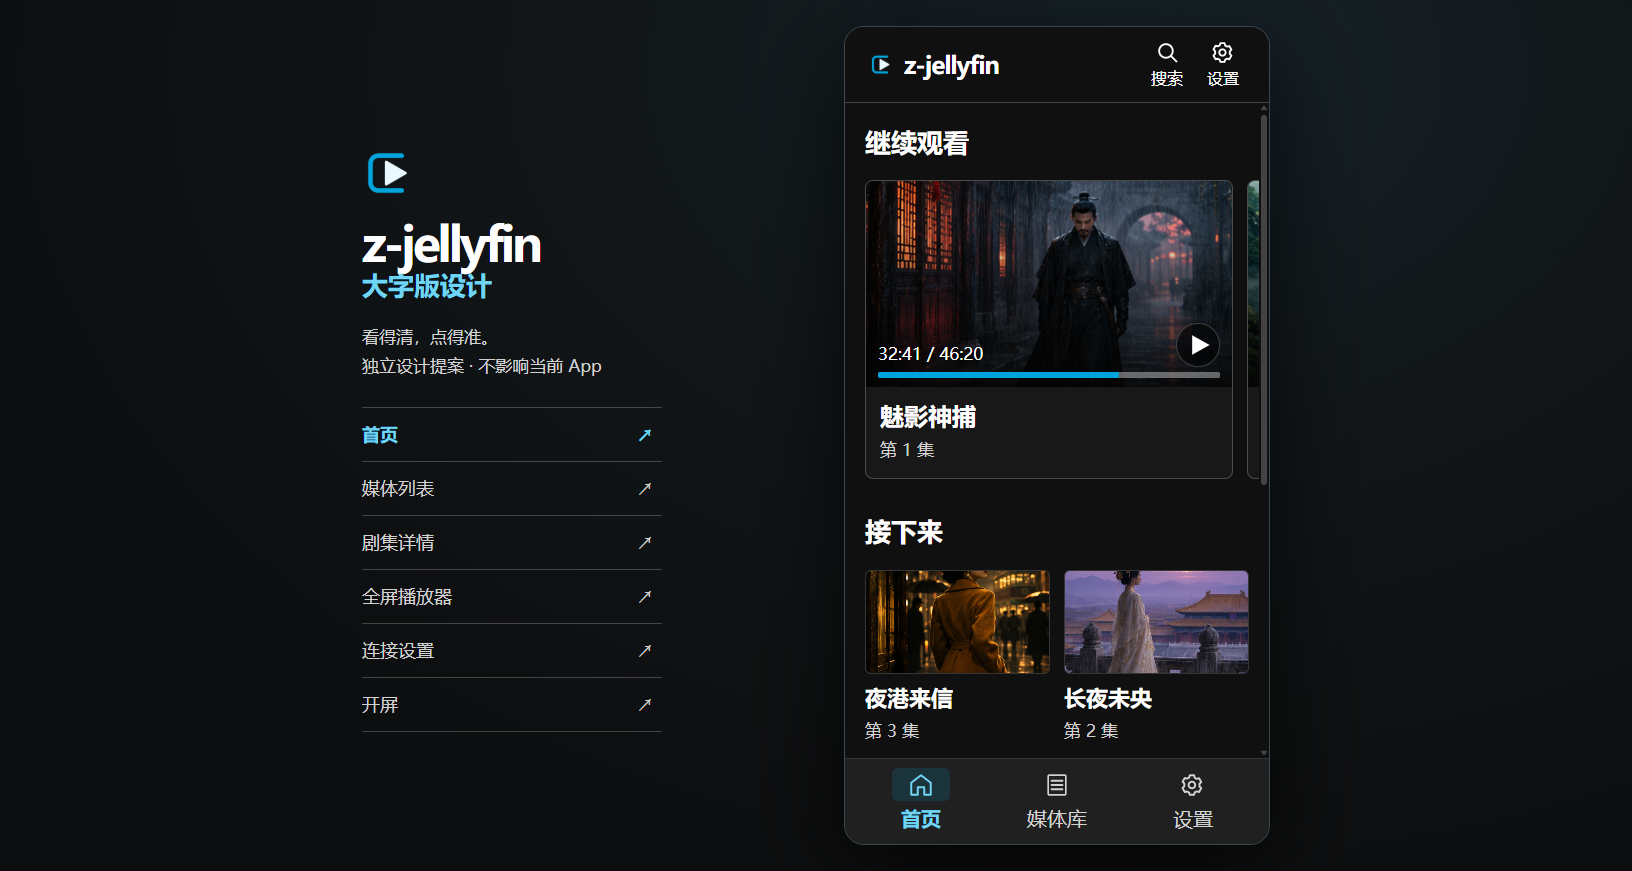 z-jellyfin
大字版设计
看得清，点得准。
独立设计提案 · 不影响当前 App
首页
媒体列表
剧集详情
全屏播放器
连接设置
开屏
z-jellyfin
搜索
设置
继续观看
32:41 / 46:20
魅影神捕
第 1 集
接下来
夜港来信
第 3 集
长夜未央
第 2 集
首页
媒体库
设置